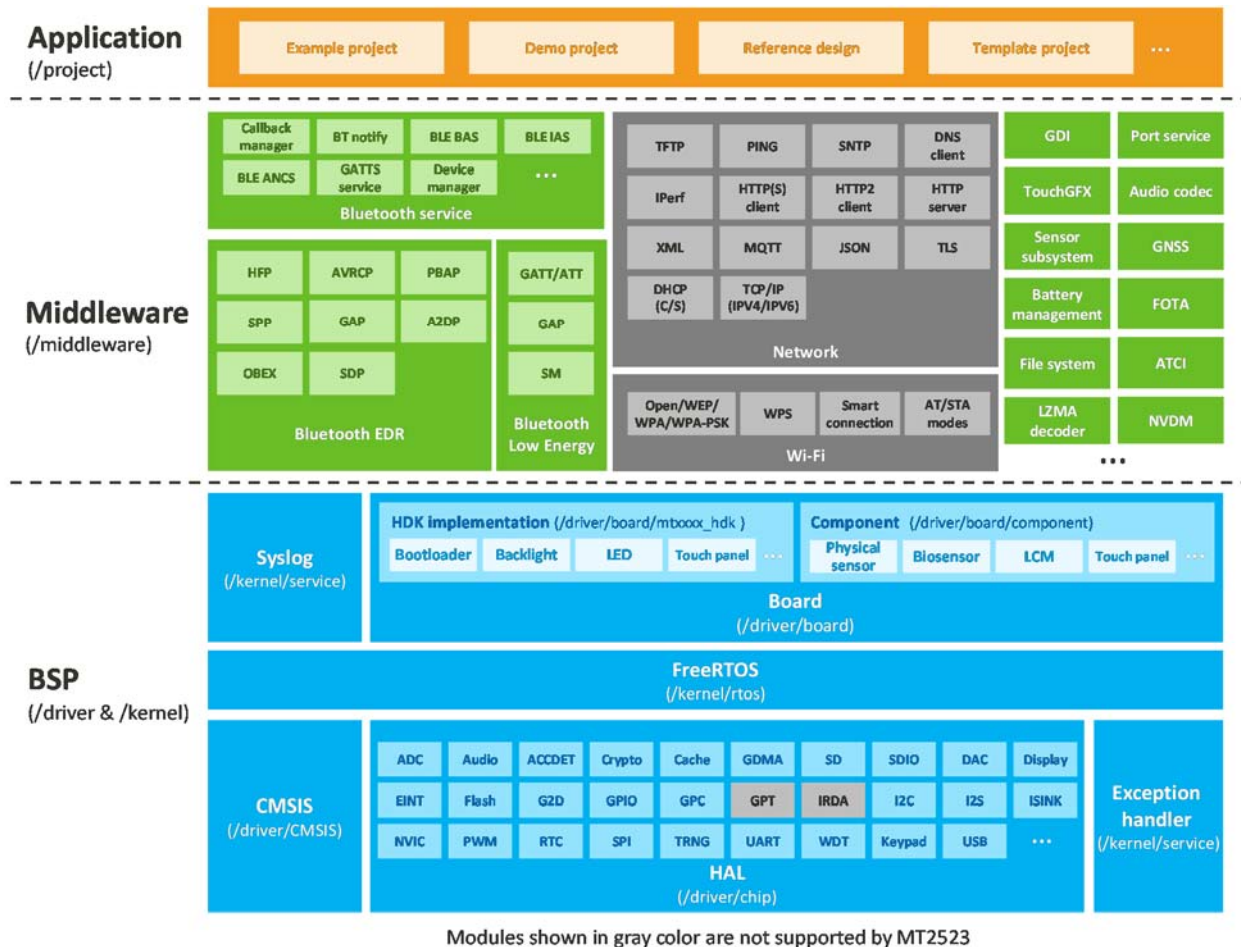 Application
(/project)
Example project
Demo project
Reference design
Template project
...
Middleware
(/middleware)
Callback
manager
BT notify
BLE BAS
BLE IAS
BLE ANCS
GATTS
service
Device
manager
...
Bluetooth service
HFP
AVRCP
PBAP
SPP
GAP
A2DP
OBEX
SDP
Bluetooth EDR
GATT/ATT
GAP
SM
Bluetooth
Low Energy
TFTP
PING
SNTP
DNS
client
IPerf
HTTP(S)
client
HTTP2
client
HTTP
server
XML
MQTT
JSON
TLS
DHCP
(C/S)
TCP/IP
(IPV4/IPV6)
Network
Open/WEP/
WPA/WPA-PSK
WPS
Smart
connection
AT/STA
modes
Wi-Fi
GDI
Port service
TouchGFX
Audio codec
Sensor
subsystem
GNSS
Battery
management
FOTA
File system
ATCI
LZMA
decoder
NVDM
...
BSP
(/driver & /kernel)
Syslog
(/kernel/service)
HDK implementation (/driver/board/mtxxxx_hdk )
Bootloader
Backlight
LED
Touch panel
...
Component (/driver/board/component)
Physical
sensor
Biosensor
LCM
Touch panel
...
Board
(/driver/board)
FreeRTOS
(/kernel/rtos)
CMSIS
(/driver/CMSIS)
ADC
Audio
ACCDET
Crypto
Cache
GDMA
SD
SDIO
DAC
Display
EINT
Flash
G2D
GPIO
GPC
GPT
IRDA
I2C
I2S
ISINK
NVIC
PWM
RTC
SPI
TRNG
UART
WDT
Keypad
USB
...
HAL
(/driver/chip)
Exception
handler
(/kernel/service)
Modules shown in gray color are not supported by MT2523